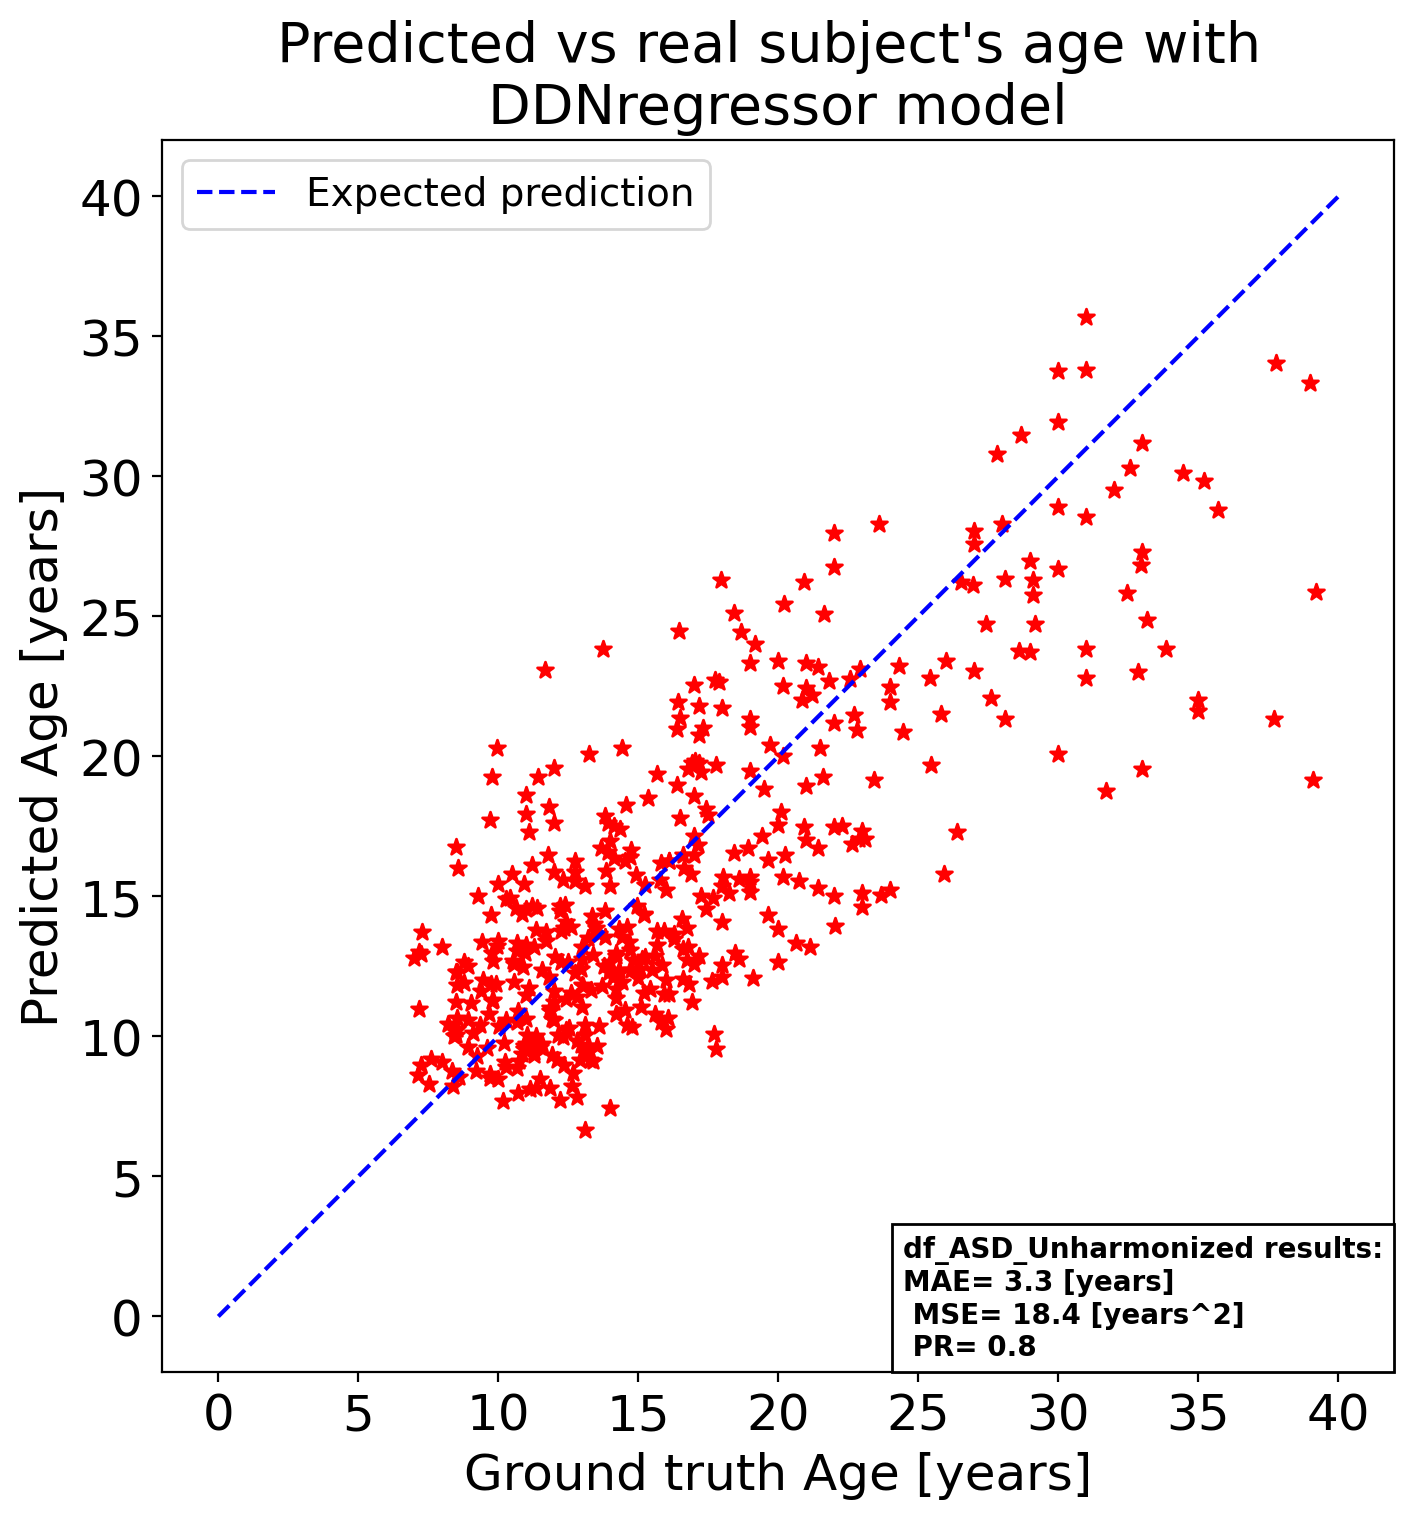 Predicted vs real subject's age with
DDNregressor model
Expected prediction
Predicted Age [years]
40
35
30
25
20
15
10
5
0
df_ASD_Unharmonized results:
MAE= 3.3 [years]
MSE= 18.4 [years^2]
PR= 0.8
0 5 10 15 20 25 30 35 40
Ground truth Age [years]